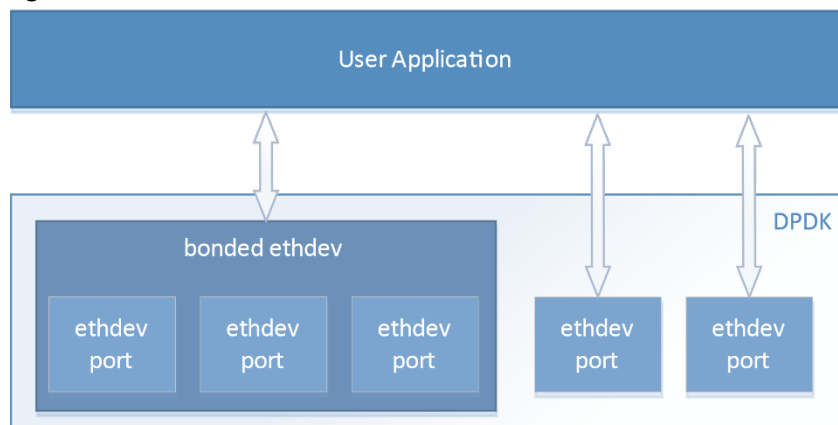 User Application
DPDK
bonded ethdev
ethdev
port
ethdev
port
ethdev
port
ethdev
port
ethdev
port